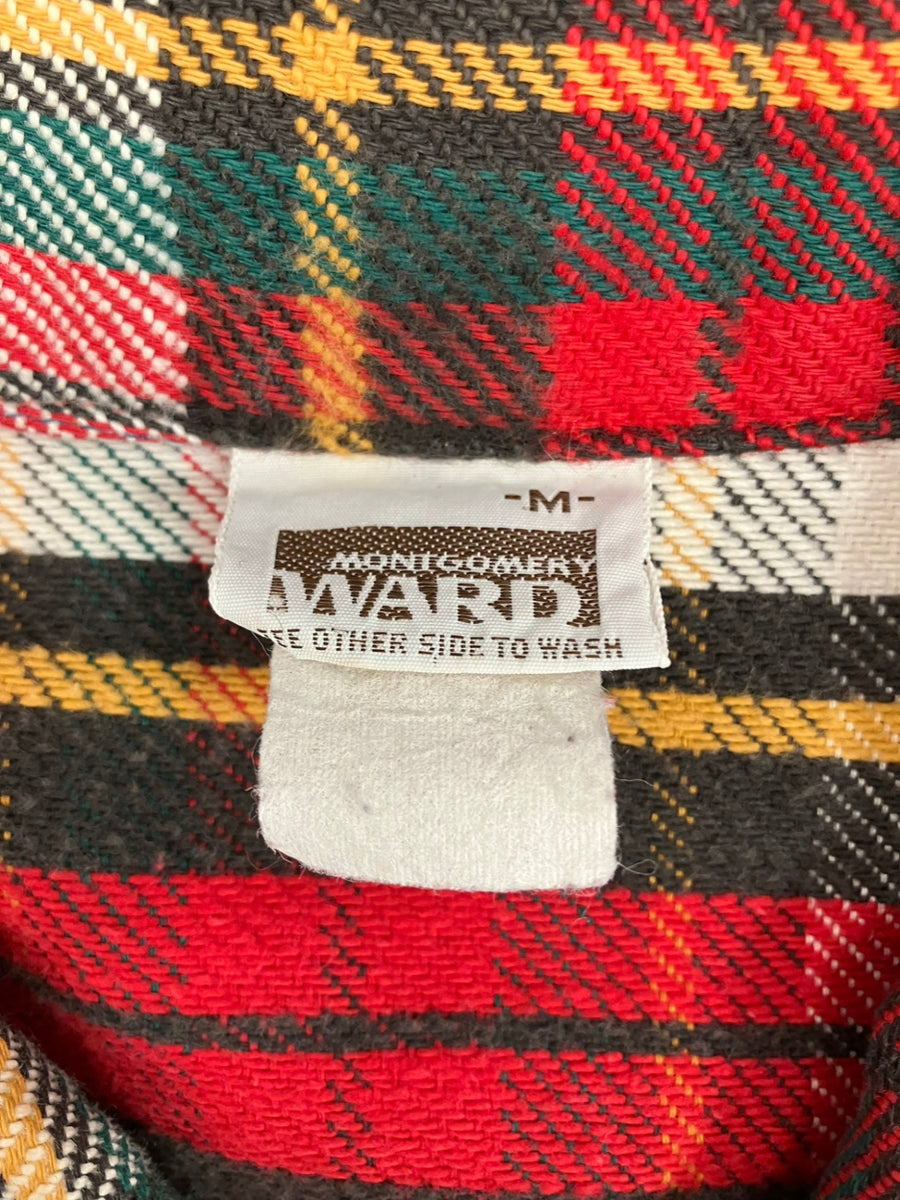 -M-
MONTGOMERY
WARD
SEE OTHER SIDE TO WASH